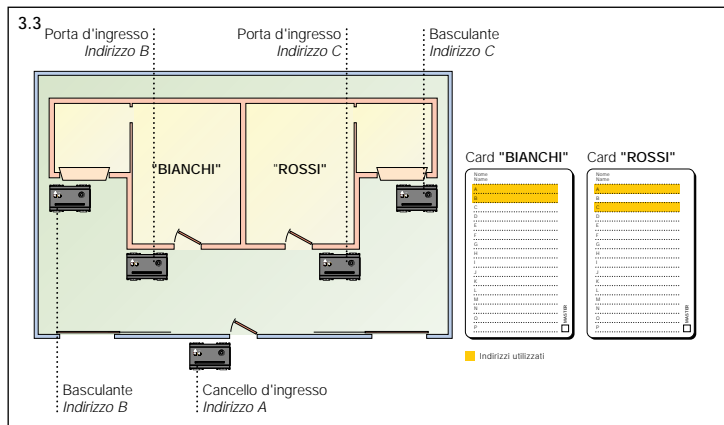 3.3
Porta d'ingresso
Indirizzo B
Porta d'ingresso
Indirizzo C
Basculante
Indirizzo C
"BIANCHI"
"ROSSI"
Basculante
Indirizzo B
Cancello d'ingresso
Indirizzo A
Card "BIANCHI"
Nome
Name
A
B
C
D
E
F
G
H
I
J
K
L
M
N
O
P
MASTER
Card "ROSSI"
Nome
Name
A
B
C
D
E
F
G
H
I
J
K
L
M
N
O
P
MASTER
Indirizzi utilizzati